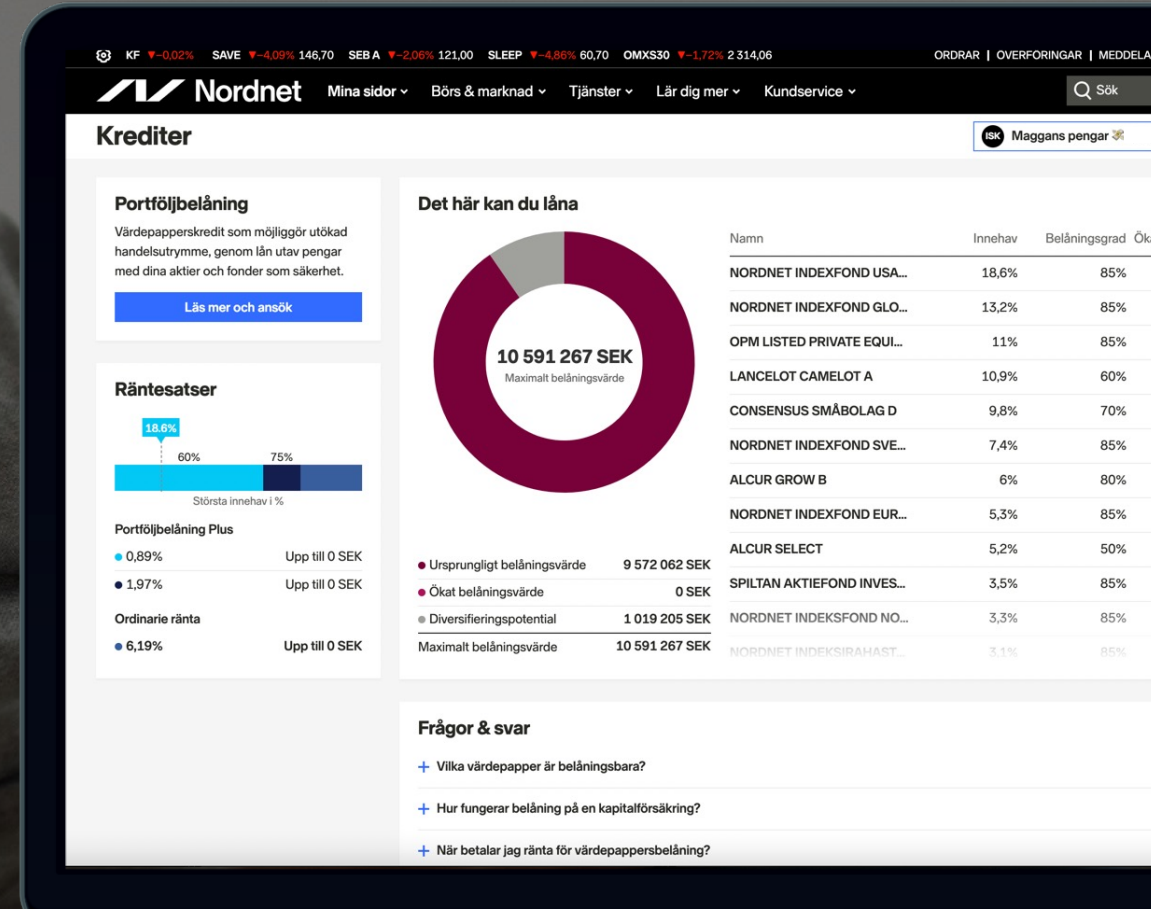 KF ▼−0,02% SAVE ▼−4,09% 146,70 SEB A ▼−2,06% 121,00 SLEEP ▼−4,86% 60,70 OMXS30 ▼−1,72% 2 314,06 ORDRAR | OVERFORINGAR | MEDDELA
Nordnet Mina sidor Börs & marknad Tjänster Lär dig mer Kundservice Sök
Krediter
ISK Maggans pengar
Portföljbelåning
Värdepapperskredit som möjliggör utökad
handelsutrymme, genom lån utav pengar
med dina aktier och fonder som säkerhet.
Läs mer och ansök
Räntesatser
18.6%
60% 75%
Största innehav i %
Portföljbelåning Plus
0,89% Upp till 0 SEK
1,97% Upp till 0 SEK
Ordinarie ränta
6,19% Upp till 0 SEK
Det här kan du låna
10 591 267 SEK
Maximalt belåningsvärde
Ursprungligt belåningsvärde 9 572 062 SEK
Ökat belåningsvärde 0 SEK
Diversifieringspotential 1 019 205 SEK
Maximalt belåningsvärde 10 591 267 SEK
Namn Innehav Belåningsgrad Öka
NORDNET INDEXFOND USA... 18,6% 85%
NORDNET INDEXFOND GLO... 13,2% 85%
OPM LISTED PRIVATE EQUI... 11% 85%
LANCELOT CAMELOT A 10,9% 60%
CONSENSUS SMÅBOLAG D 9,8% 70%
NORDNET INDEXFOND SVE... 7,4% 85%
ALCUR GROW B 6% 80%
NORDNET INDEXFOND EUR... 5,3% 85%
ALCUR SELECT 5,2% 50%
SPILTAN AKTIEFOND INVES... 3,5% 85%
NORDNET INDEKSFOND NO... 3,3% 85%
NORDNET INDEKSIRAHAST... 3,1% 85%
Frågor & svar
+ Vilka värdepapper är belåningsbara?
+ Hur fungerar belåning på en kapitalförsäkring?
+ När betalar jag ränta för värdepappersbelåning?